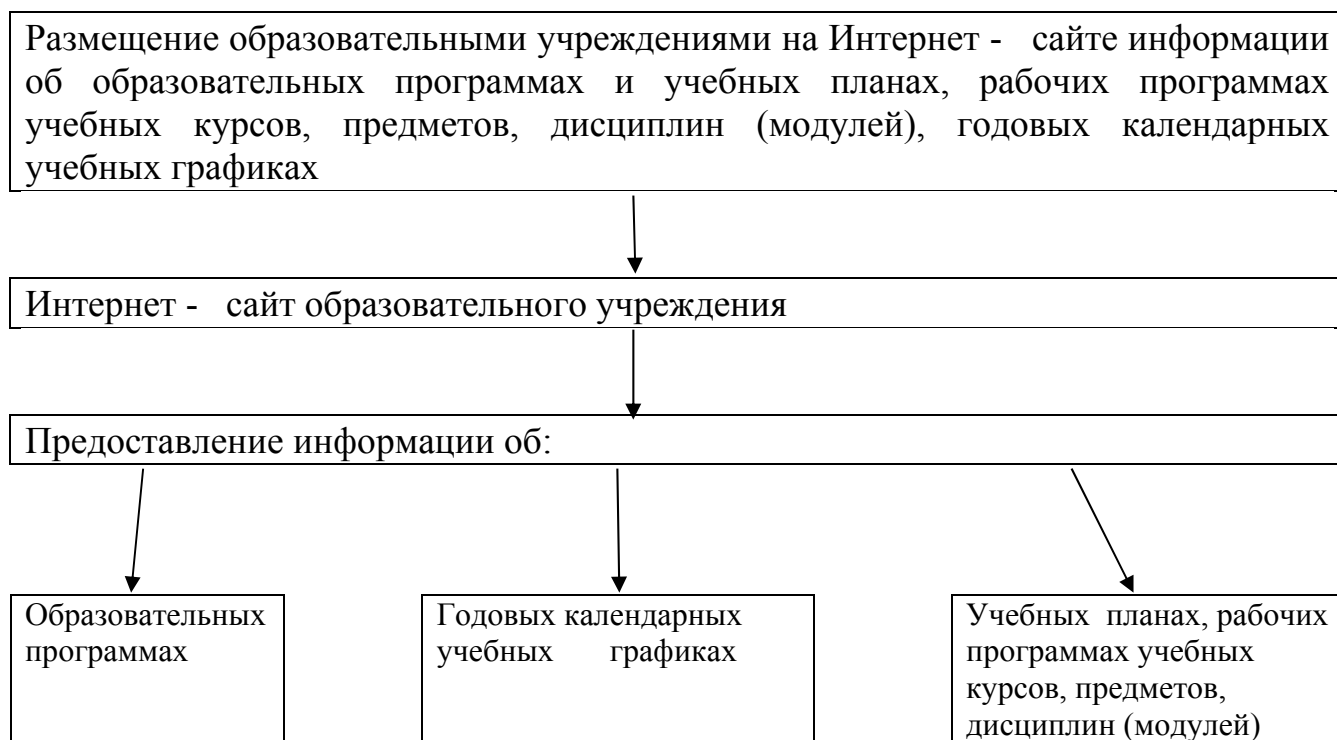 Размещение образовательными учреждениями на Интернет - сайте информации
об образовательных программах и учебных планах, рабочих программах
учебных курсов, предметов, дисциплин (модулей), годовых календарных
учебных графиках
Интернет - сайт образовательного учреждения
Предоставление информации об:
Образовательных
программах
Годовых календарных
учебных графиках
Учебных планах, рабочих
программах учебных
курсов, предметов,
дисциплин (модулей)